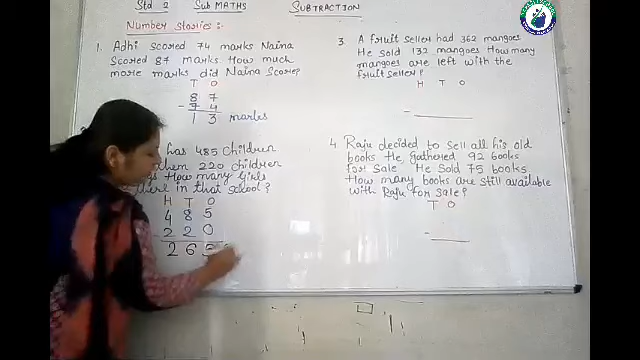 Std 2 Sub MATHS SUBTRACTION
Number Stories :-
1. Adhi scored 74 marks Naina
Scored 87 marks How much
more marks did Naina Score?
T O
8 7
- 7 4
1 3 marks
has 485 Children
them 220 children
How many Girls
in that school?
H T O
4 8 5
- 2 2 0
2 6
3. A fruit seller had 362 mangoes
He sold 132 mangoes How many
mangoes are left with the
fruit seller?
H T O
-
4 Raju decided to sell all his old
books He gathered 92 books
for sale He sold 75 books
How many books are still available
with Raju for sale?
T O
-